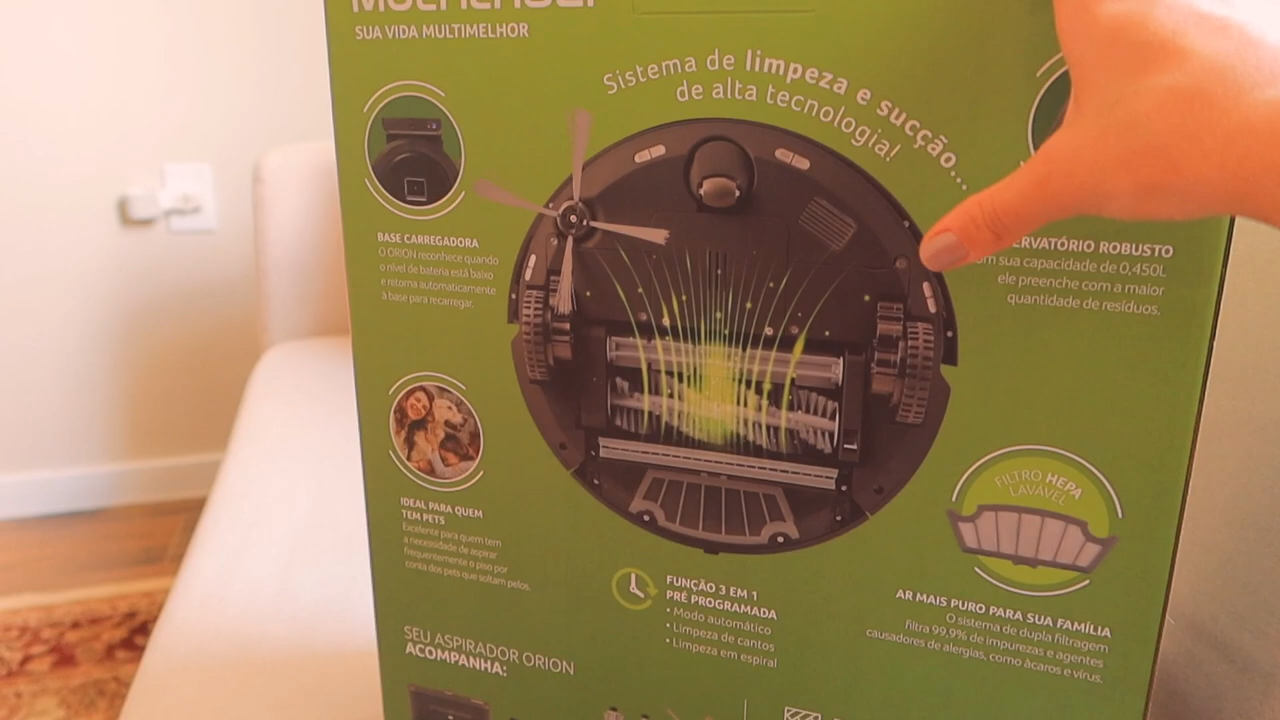 SUA VIDA MULTIMELHOR
Sistema de limpeza e sucção...
de alta tecnologia!
BASE CARREGADORA
O ORION reconhece quando
o nível de bateria está baixo
e retorna automaticamente
à base para recarregar.
sua capacidade de 0,450L
ROBUSTO
ele preenche com a maior
quantidade de resíduos.
IDEAL PARA QUEM
TEM PETS
Excelente para quem tem
a necessidade de aspirar
frequentemente o piso por
conta dos pets que soltam pelos.
FILTRO HEPA
LAVÁVEL
FUNÇÃO 3 EM 1
PRÉ PROGRAMADA
• Modo automático
• Limpeza de cantos
• Limpeza em espiral
AR MAIS PURO PARA SUA FAMÍLIA
O sistema de dupla filtragem
filtra 99,9% de impurezas e agentes
causadores de alergias, como ácaros e vírus.
SEU ASPIRADOR ORION
ACOMPANHA: